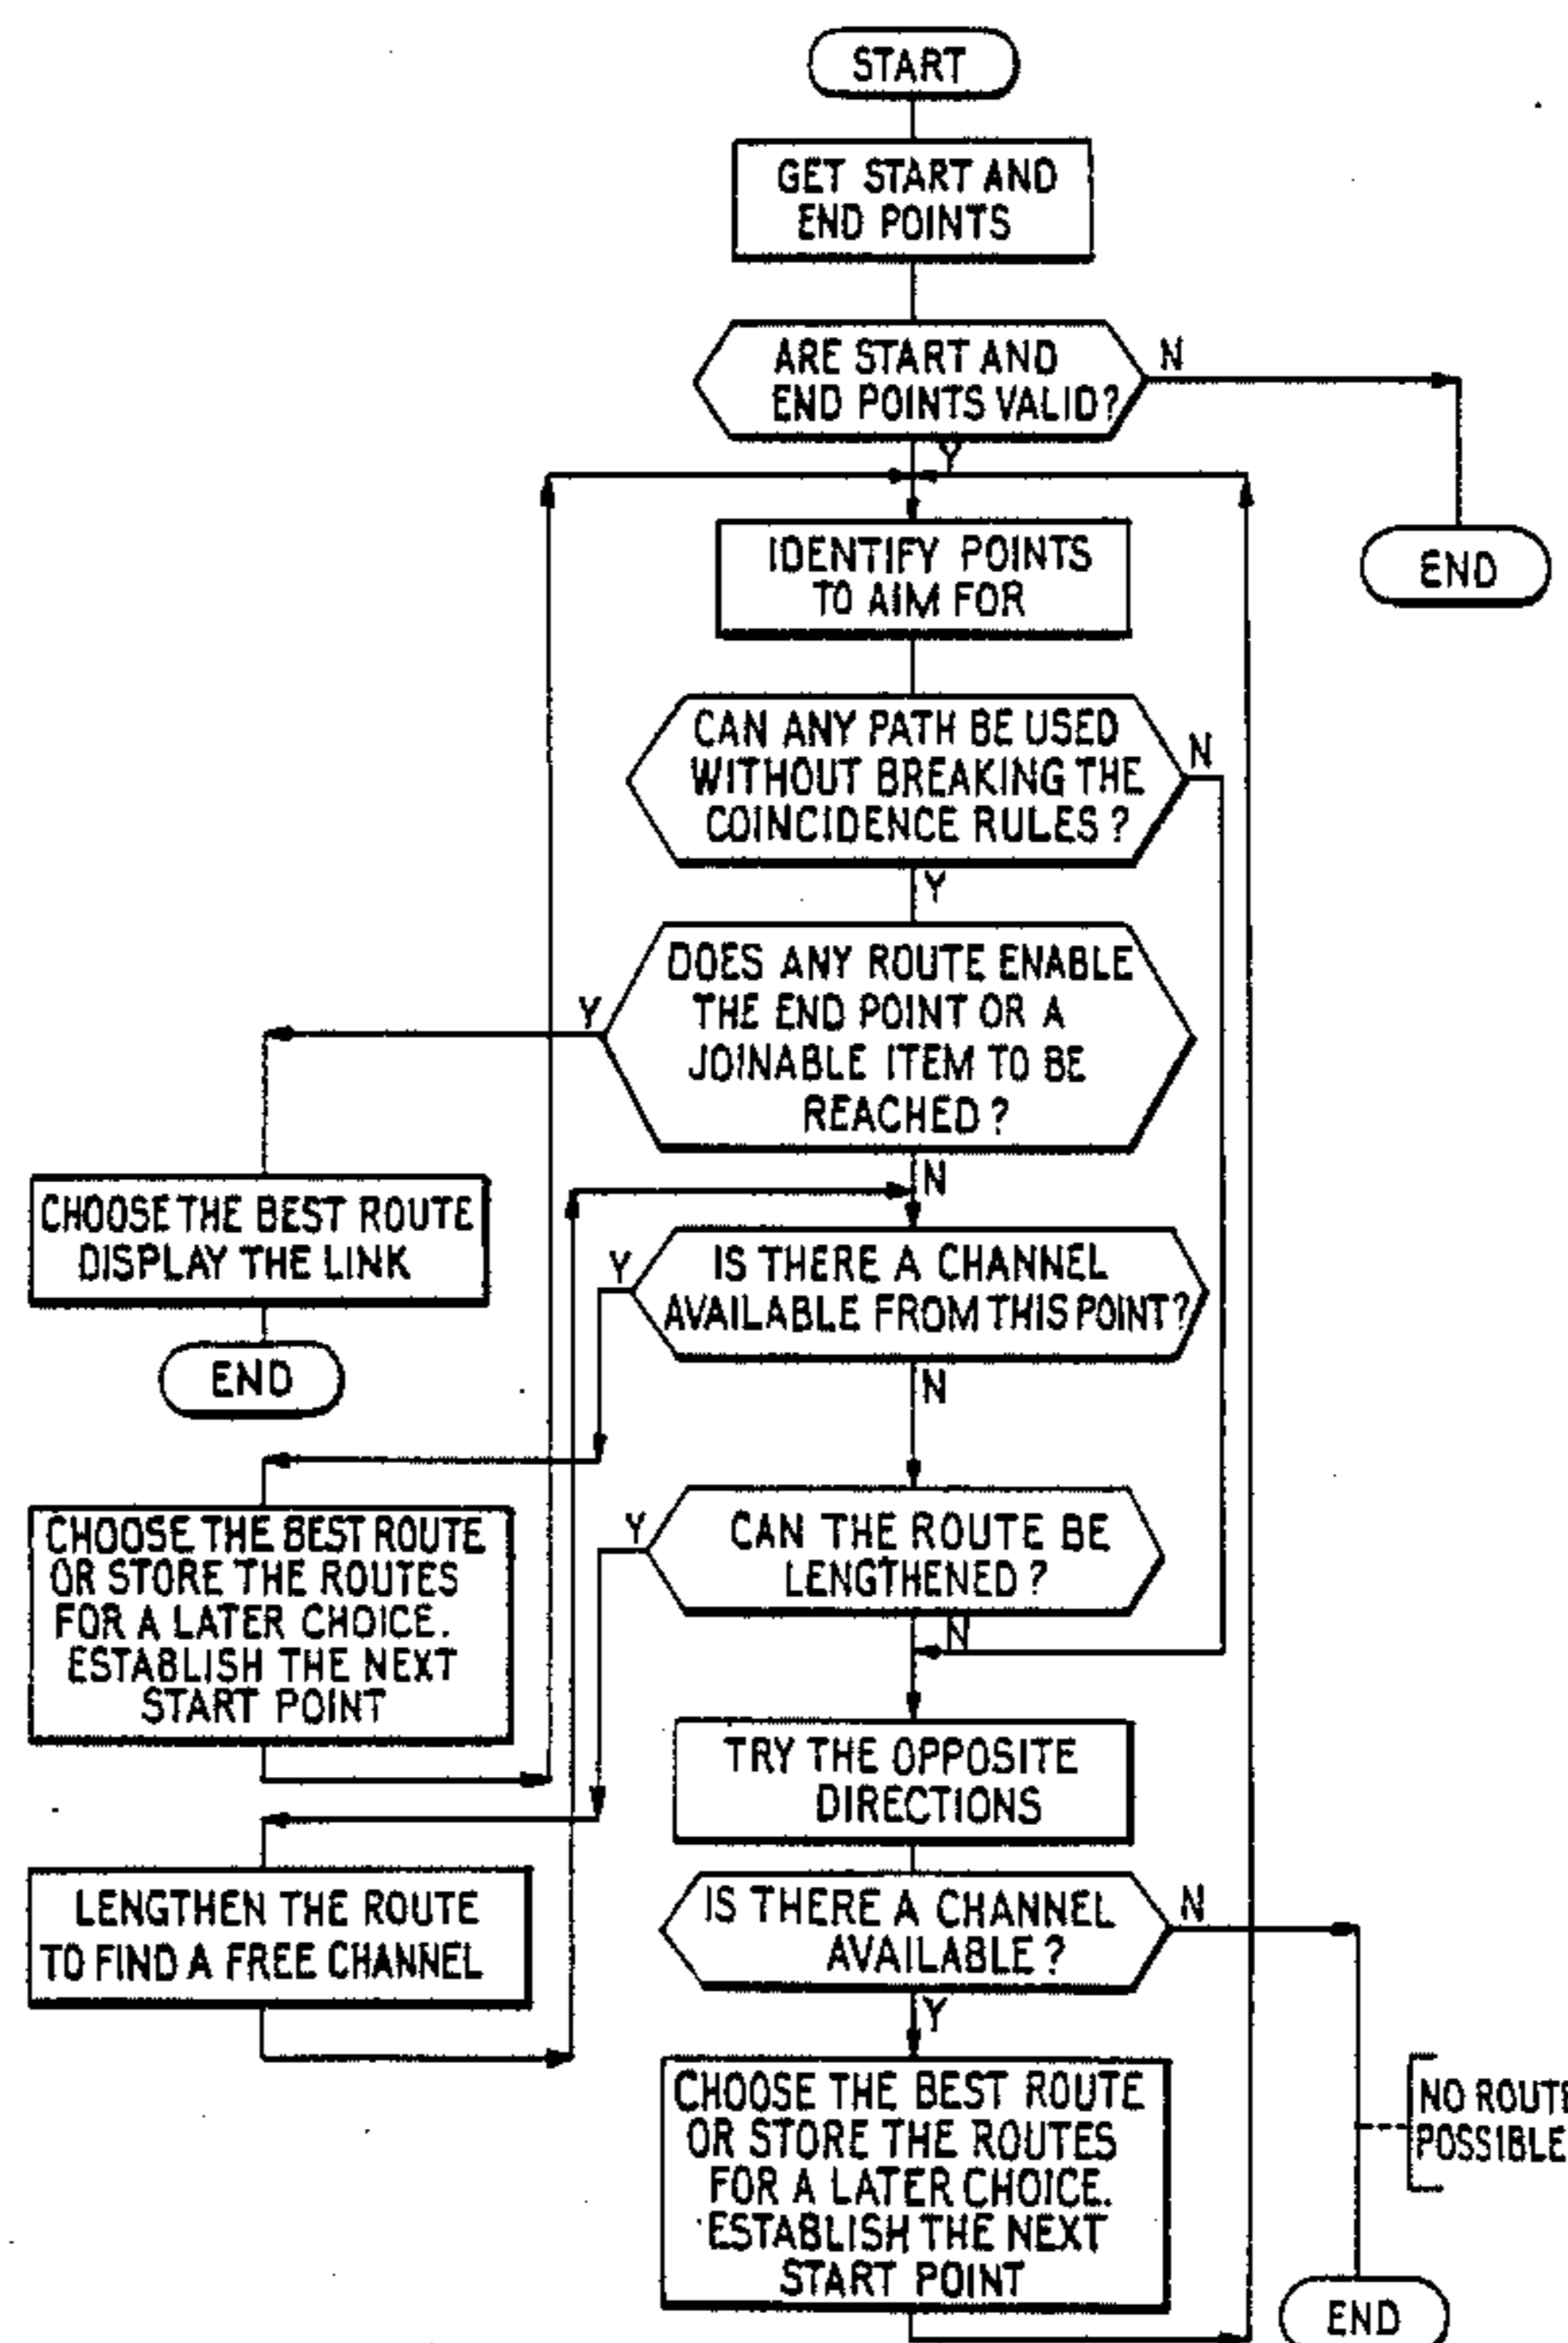 START
GET START AND
END POINTS
ARE START AND
END POINTS VALID?
N
Y
END
IDENTIFY POINTS
TO AIM FOR
CAN ANY PATH BE USED
WITHOUT BREAKING THE
COINCIDENCE RULES?
N
Y
DOES ANY ROUTE ENABLE
THE END POINT OR A
JOINABLE ITEM TO BE
REACHED?
Y
N
CHOOSE THE BEST ROUTE
DISPLAY THE LINK
END
IS THERE A CHANNEL
AVAILABLE FROM THIS POINT?
Y
N
CHOOSE THE BEST ROUTE
OR STORE THE ROUTES
FOR A LATER CHOICE.
ESTABLISH THE NEXT
START POINT
CAN THE ROUTE BE
LENGTHENED?
Y
N
LENGTHEN THE ROUTE
TO FIND A FREE CHANNEL
TRY THE OPPOSITE
DIRECTIONS
IS THERE A CHANNEL
AVAILABLE?
N
Y
CHOOSE THE BEST ROUTE
OR STORE THE ROUTES
FOR A LATER CHOICE.
ESTABLISH THE NEXT
START POINT
NO ROUTE
POSSIBLE
END